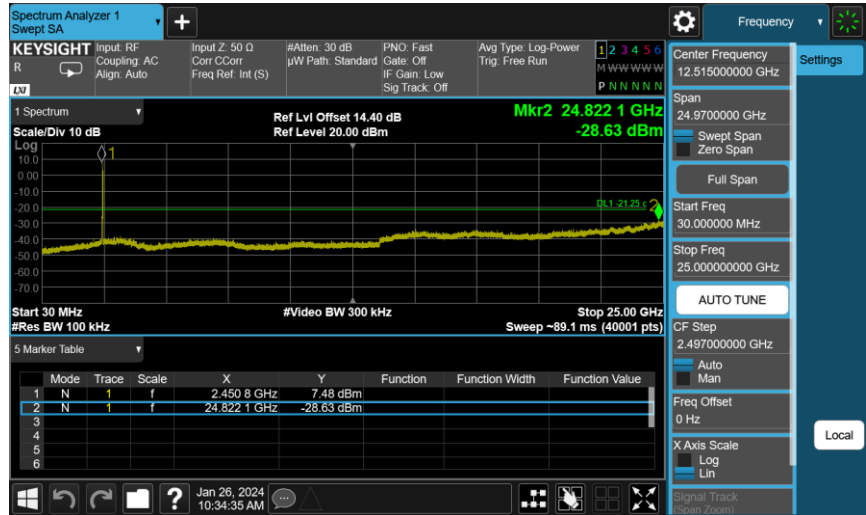 Spectrum Analyzer 1
Swept SA
+
Frequency
KEYSIGHT
R
LXI
Input: RF
Coupling: AC
Align: Auto
Input Z: 50 Ω
Corr CCorr
Freq Ref: Int (S)
#Atten: 30 dB
µW Path: Standard
PNO: Fast
Gate: Off
IF Gain: Low
Sig Track: Off
Avg Type: Log-Power
Trig: Free Run
1 2 3 4 5 6
M W W W W W
P N N N N N
1 Spectrum
Scale/Div 10 dB
Ref Lvl Offset 14.40 dB
Ref Level 20.00 dBm
Mkr2 24.822 1 GHz
-28.63 dBm
Log
10.0
0.00
-10.0
-20.0
-30.0
-40.0
-50.0
-60.0
-70.0
1
DL1 -21.25 c
2
Start 30 MHz
#Res BW 100 kHz
#Video BW 300 kHz
Stop 25.00 GHz
Sweep ~89.1 ms (40001 pts)
5 Marker Table
Mode Trace Scale X Y Function Function Width Function Value
1 N 1 f 2.450 8 GHz 7.48 dBm
2 N 1 f 24.822 1 GHz -28.63 dBm
3
4
5
6
?
Jan 26, 2024
10:34:35 AM
Center Frequency
12.515000000 GHz
Span
24.9700000 GHz
Swept Span
Zero Span
Full Span
Start Freq
30.000000 MHz
Stop Freq
25.000000000 GHz
AUTO TUNE
CF Step
2.497000000 GHz
Auto
Man
Freq Offset
0 Hz
X Axis Scale
Log
Lin
Signal Track
(Span Zoom)
Settings
Local